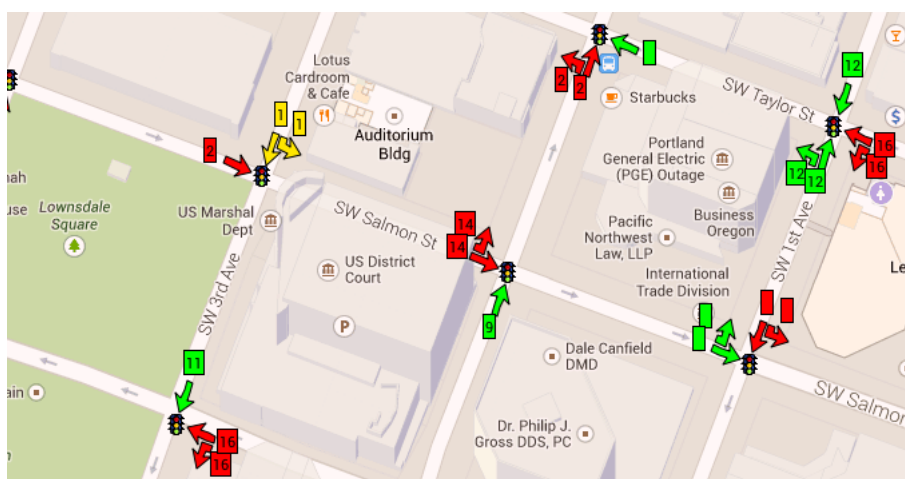 Lotus
Cardroom
& Cafe
Auditorium
Bldg
Starbucks
SW Taylor St
Portland
General Electric
(PGE) Outage
Business
Oregon
Pacific
Northwest
Law, LLP
International
Trade Division
SW 1st Ave
Lownsdale
Square
US Marshal
Dept
US District
Court
P
SW Salmon St
SW 3rd Ave
Dale Canfield
DMD
Dr. Philip J.
Gross DDS, PC
SW Salmon
nah
use
ain
Le
$
1
1
2
2
2
12
16
16
12
12
14
14
9
11
16
16